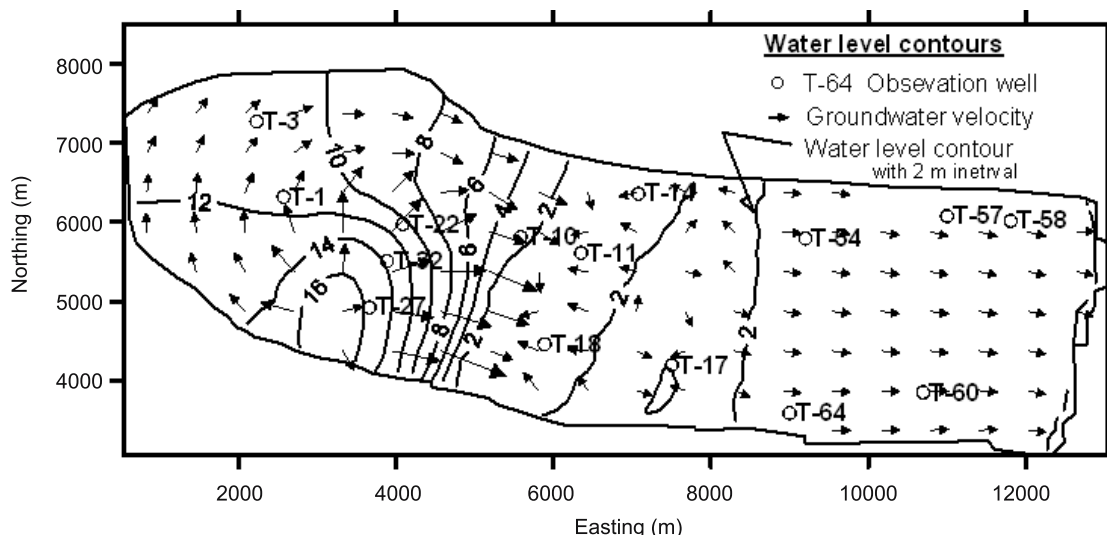 Water level contours
T-64 Obsevation well
Groundwater velocity
Water level contour
with 2 m inetrval
8000
7000
6000
5000
4000
Northing (m)
T-3
T-1
T-22
T-32
T-27
T-10
T-11
T-14
T-18
T-17
T-54
T-57
T-58
T-60
T-64
10
8
12
6
4
2
14
6
16
8
2
2
2
2000
4000
6000
8000
10000
12000
Easting (m)